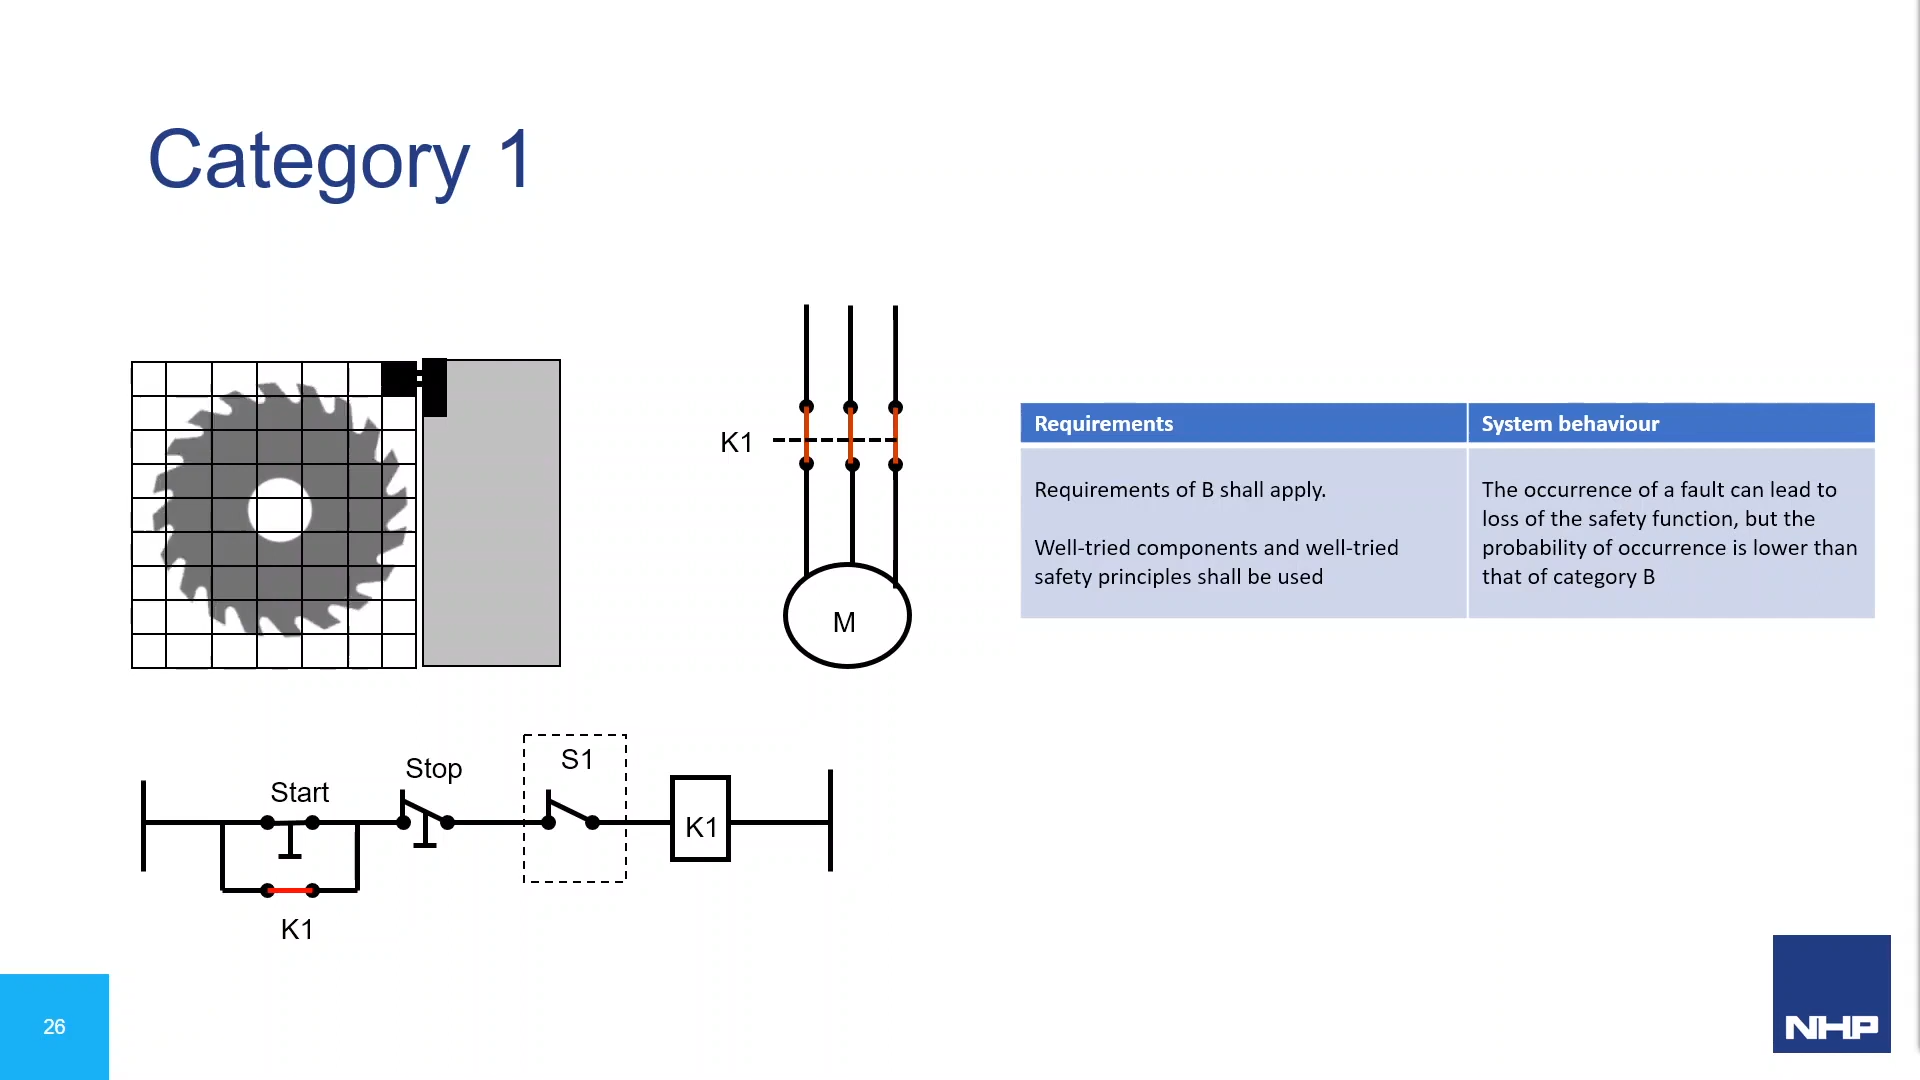 Category 1
K1
M
Requirements
System behaviour
Requirements of B shall apply.
Well-tried components and well-tried
safety principles shall be used
The occurrence of a fault can lead to
loss of the safety function, but the
probability of occurrence is lower than
that of category B
Start
Stop
S1
K1
K1
26
NHP